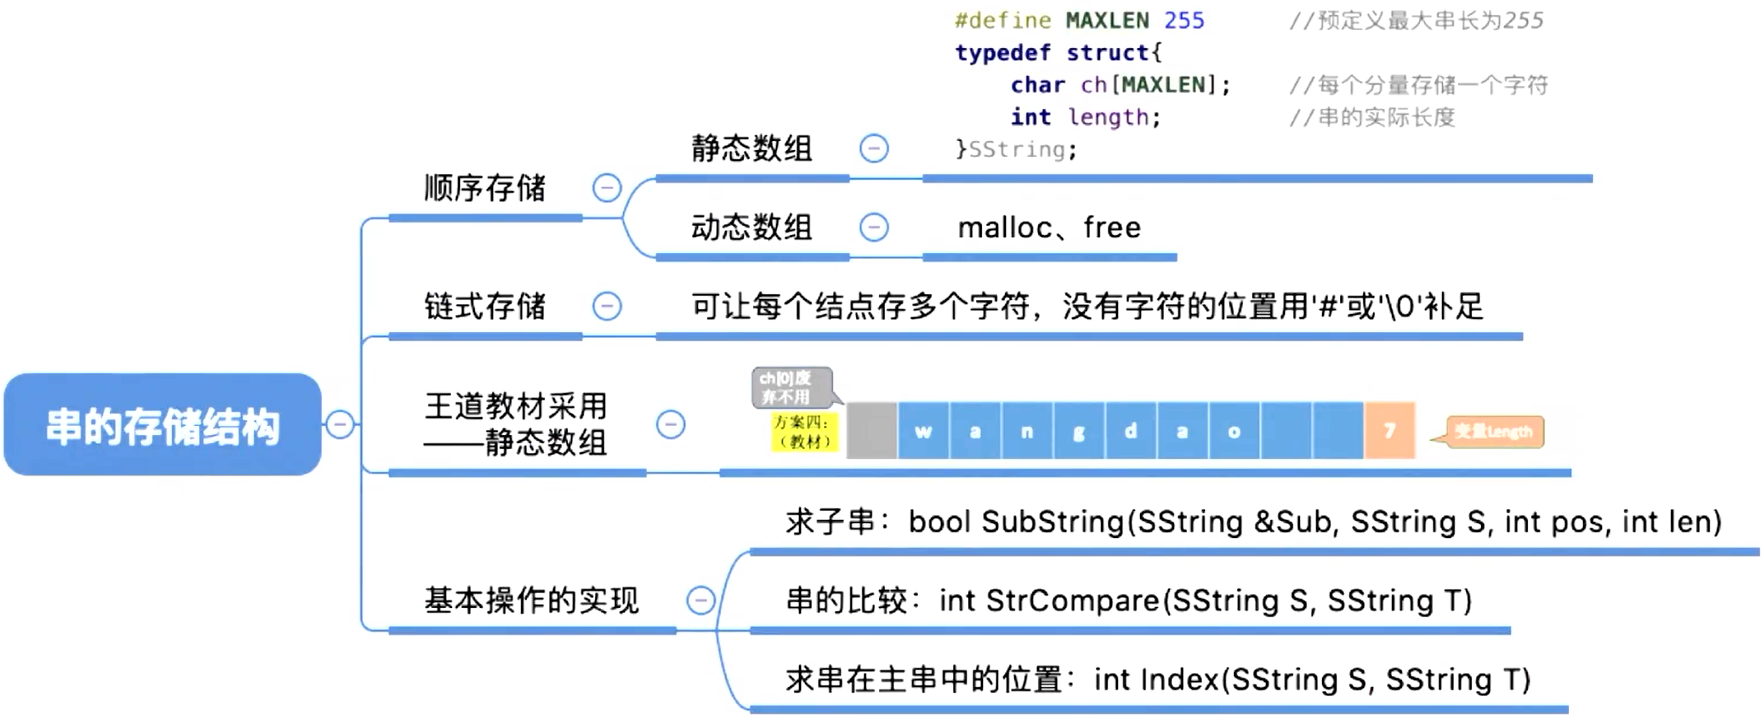 #define MAXLEN 255 //预定义最大串长为255
typedef struct{
char ch[MAXLEN]; //每个分量存储一个字符
int length; //串的实际长度
}SString;
静态数组
顺序存储
动态数组
malloc、free
链式存储
可让每个结点存多个字符，没有字符的位置用'#'或'\0'补足
串的存储结构
王道教材采用
——静态数组
ch[0]废
弃不用
方案四：
（教材）
w a n g d a o 7
变量Length
求子串：bool SubString(SString &Sub, SString S, int pos, int len)
基本操作的实现
串的比较：int StrCompare(SString S, SString T)
求串在主串中的位置：int Index(SString S, SString T)